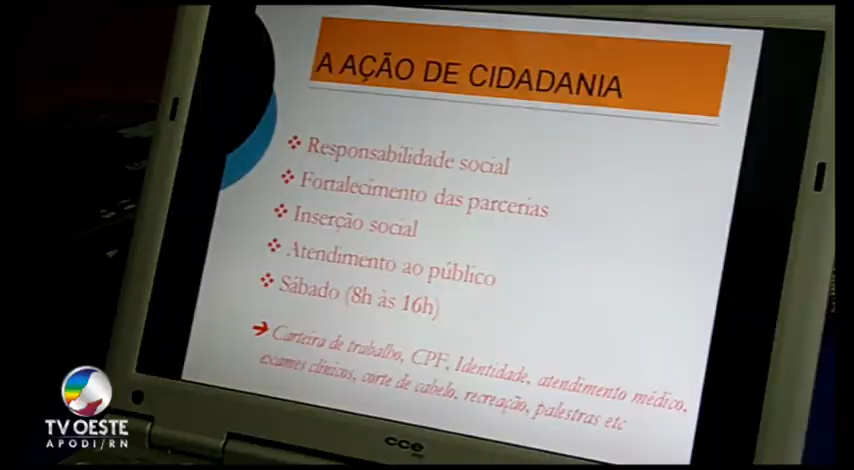 A AÇÃO DE CIDADANIA
Responsabilidade social
Fortalecimento das parcerias
Inserção social
Atendimento ao público
Sábado (8h às 16h)
Carteira de trabalho, CPF, Identidade, atendimento médico,
exames clínicos, corte de cabelo, recreação, palestras etc
TV OESTE
APODI/RN
cce